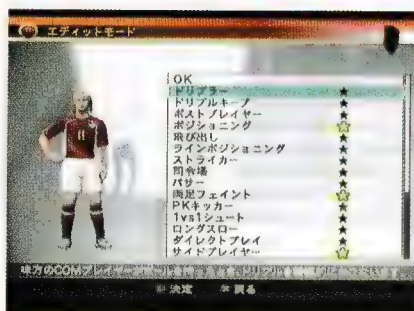 エディットモード
OK
ドリブラー ★
ドリブルキープ ★
ポストプレイヤー ★
ポジショニング ☆
飛び出し ★
ラインポジショニング ★
ストライカー ★
司令塔 ★
パサー ★
両足フェイント ☆
PKキッカー ★
1vs1シュート ★
ロングスロー ★
ダイレクトプレイ ★
サイドプレイヤー ☆
味方のCOMプレイヤー
決定 戻る
11